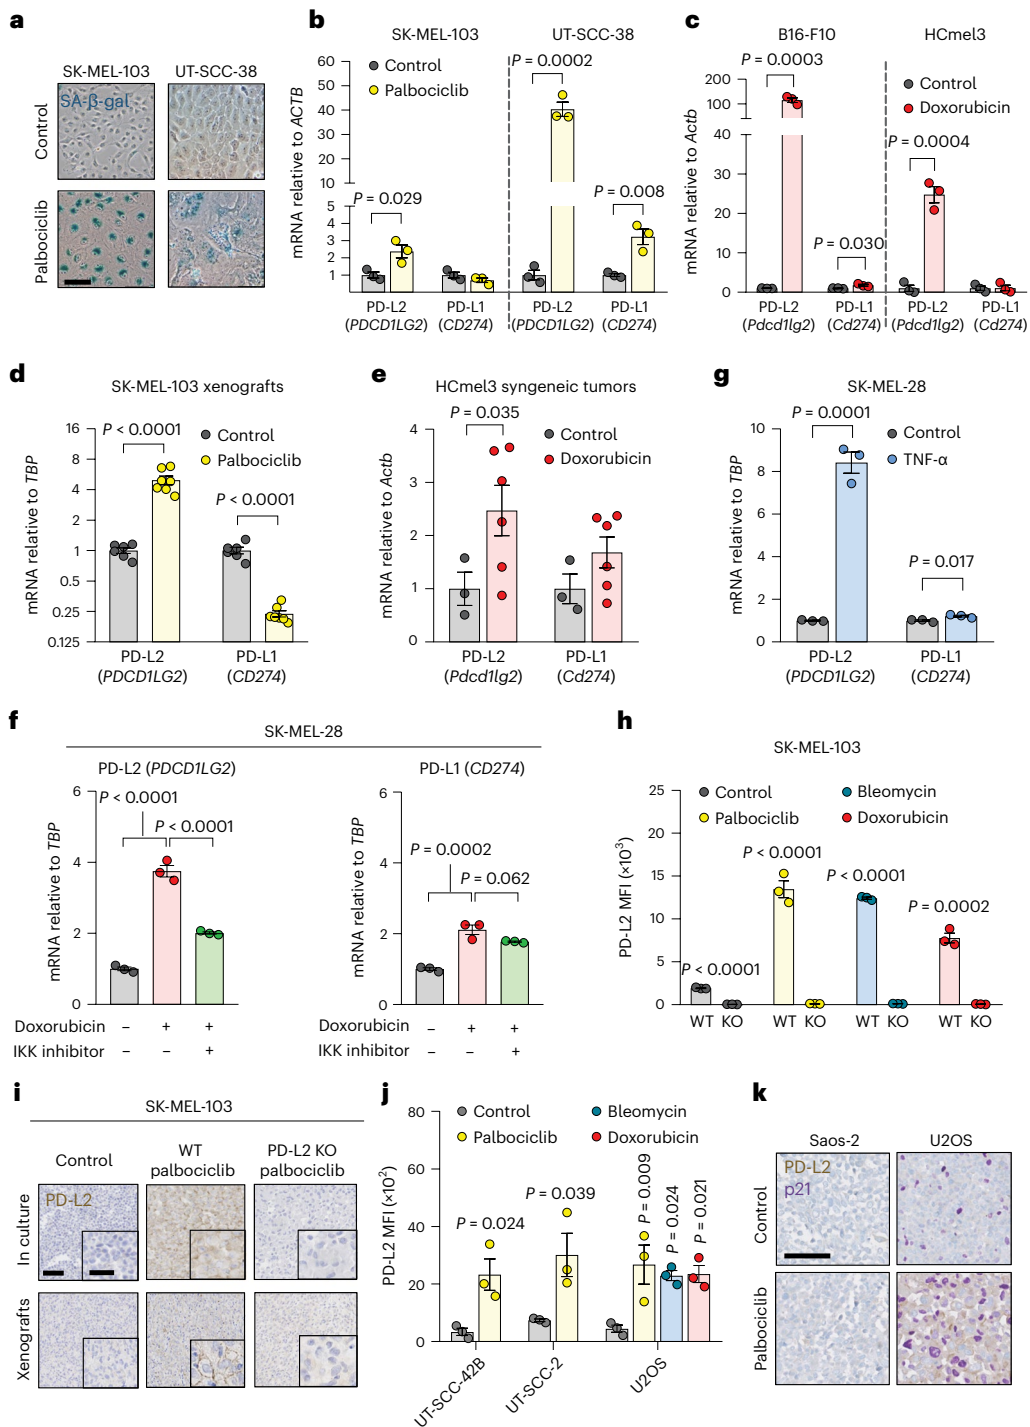 a
SK-MEL-103
UT-SCC-38
SA-β-gal
Control
Palbociclib
b
SK-MEL-103
UT-SCC-38
Control
Palbociclib
mRNA relative to ACTB
60
50
40
30
20
10
5
4
3
2
1
P = 0.029
P = 0.0002
P = 0.008
PD-L2
(PDCD1LG2)
PD-L1
(CD274)
PD-L2
(PDCD1LG2)
PD-L1
(CD274)
c
B16-F10
HCmel3
Control
Doxorubicin
mRNA relative to Actb
200
100
40
30
20
10
0
P = 0.0003
P = 0.030
P = 0.0004
PD-L2
(Pdcd1lg2)
PD-L1
(Cd274)
PD-L2
(Pdcd1lg2)
PD-L1
(Cd274)
d
SK-MEL-103 xenografts
Control
Palbociclib
mRNA relative to TBP
16
8
4
2
1
0.5
0.25
0.125
P < 0.0001
P < 0.0001
PD-L2
(PDCD1LG2)
PD-L1
(CD274)
e
HCmel3 syngeneic tumors
Control
Doxorubicin
mRNA relative to Actb
4
3
2
1
0
P = 0.035
PD-L2
(Pdcd1lg2)
PD-L1
(Cd274)
g
SK-MEL-28
Control
TNF-α
mRNA relative to TBP
10
8
6
4
2
0
P = 0.0001
P = 0.017
PD-L2
(PDCD1LG2)
PD-L1
(CD274)
f
SK-MEL-28
PD-L2 (PDCD1LG2)
mRNA relative to TBP
6
4
2
0
P < 0.0001
P < 0.0001
Doxorubicin – + +
IKK inhibitor – – +
PD-L1 (CD274)
mRNA relative to TBP
6
4
2
0
P = 0.0002
P = 0.062
Doxorubicin – + +
IKK inhibitor – – +
h
SK-MEL-103
Control
Palbociclib
Bleomycin
Doxorubicin
PD-L2 MFI (×10³)
25
20
15
10
5
0
P < 0.0001
P < 0.0001
P < 0.0001
P = 0.0002
WT KO WT KO WT KO WT KO
i
SK-MEL-103
Control
WT
palbociclib
PD-L2 KO
palbociclib
PD-L2
In culture
Xenografts
j
Control
Palbociclib
Bleomycin
Doxorubicin
PD-L2 MFI (×10²)
80
60
40
20
0
P = 0.024
P = 0.039
P = 0.009
P = 0.024
P = 0.021
UT-SCC-42B
UT-SCC-2
U2OS
k
Saos-2
U2OS
PD-L2
p21
Control
Palbociclib